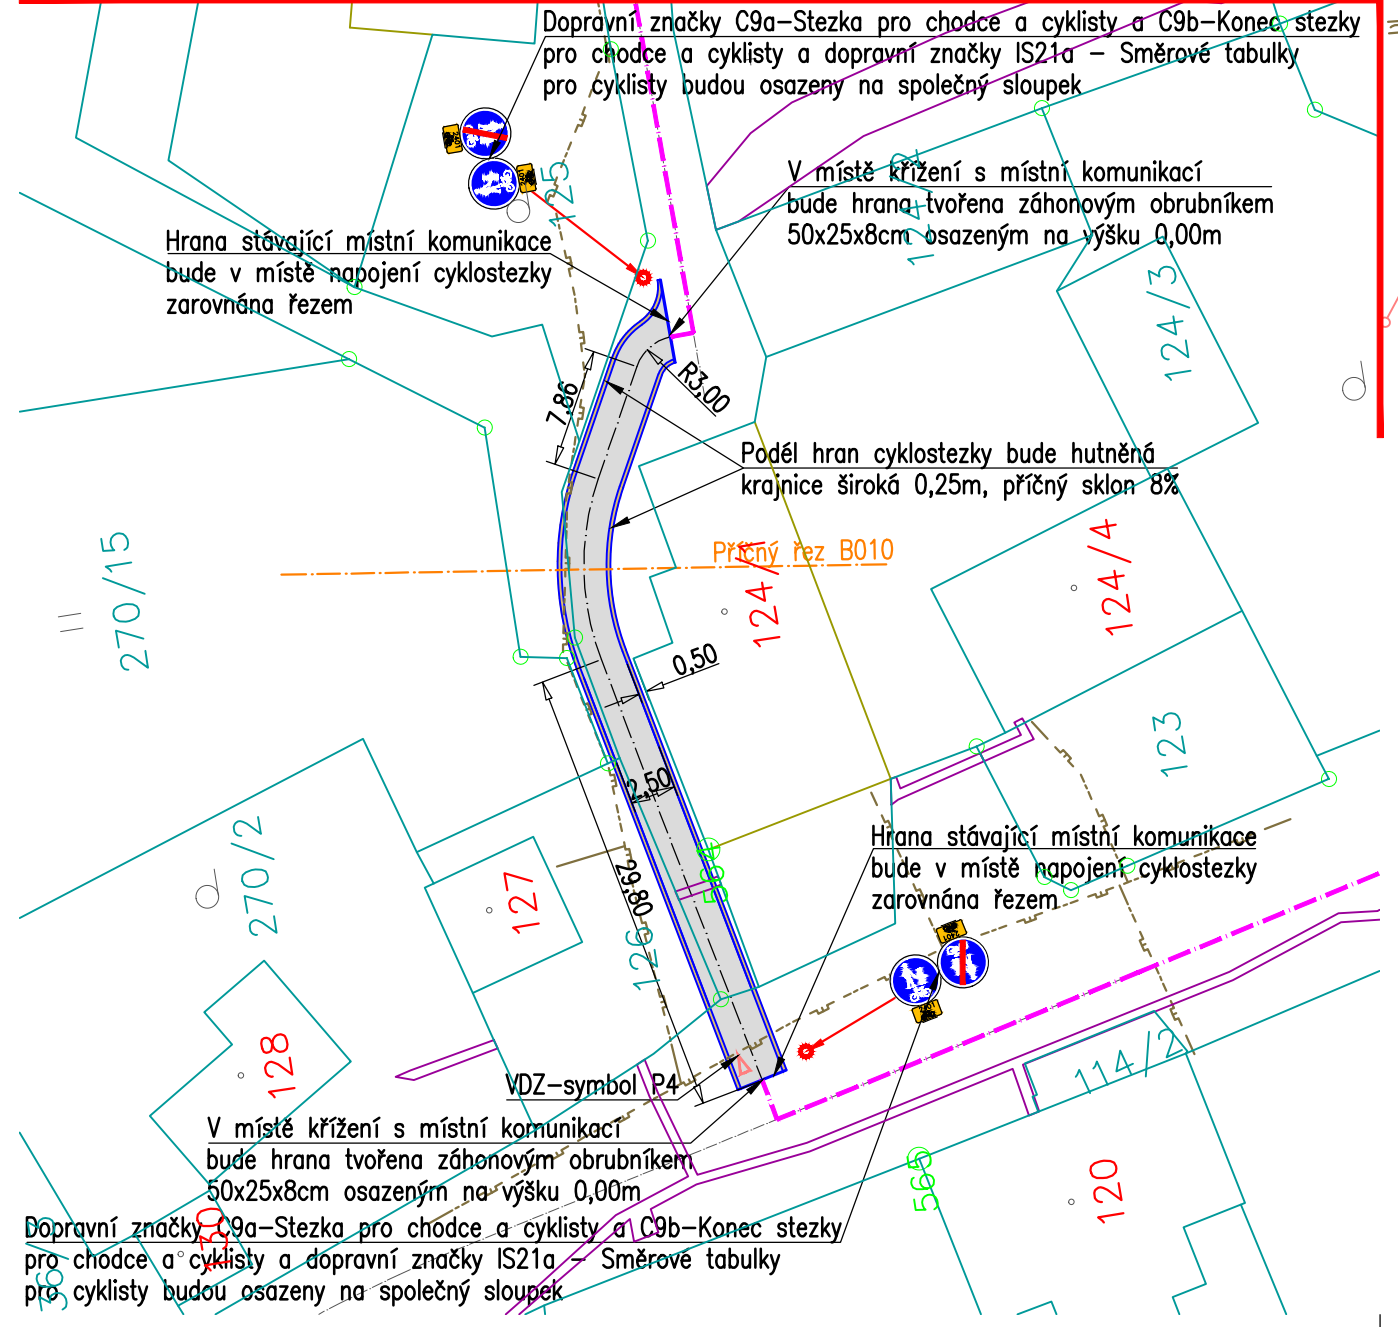 Dopravní značky C9a–Stezka pro chodce a cyklisty a C9b–Konec stezky
pro chodce a cyklisty a dopravní značky IS21a – Směrové tabulky
pro cyklisty budou osazeny na společný sloupek
V místě křížení s místní komunikací
bude hrana tvořena záhonovým obrubníkem
50x25x8cm osazeným na výšku 0,00m
124/2
125
Hrana stávající místní komunikace
bude v místě napojení cyklostezky
zarovnána řezem
124/3
R3,00
7,86
Podél hran cyklostezky bude hutněná
krajnice široká 0,25m, příčný sklon 8%
Příčný řez B010
124/1
124/4
270/15
0,50
123
2,50
Hrana stávající místní komunikace
bude v místě napojení cyklostezky
zarovnána řezem
564
270/2
127
29,80
126
128
VDZ–symbol P4
114/2
V místě křížení s místní komunikací
bude hrana tvořena záhonovým obrubníkem
50x25x8cm osazeným na výšku 0,00m
565
120
130
Dopravní značky C9a–Stezka pro chodce a cyklisty a C9b–Konec stezky
pro chodce a cyklisty a dopravní značky IS21a – Směrové tabulky
pro cyklisty budou osazeny na společný sloupek